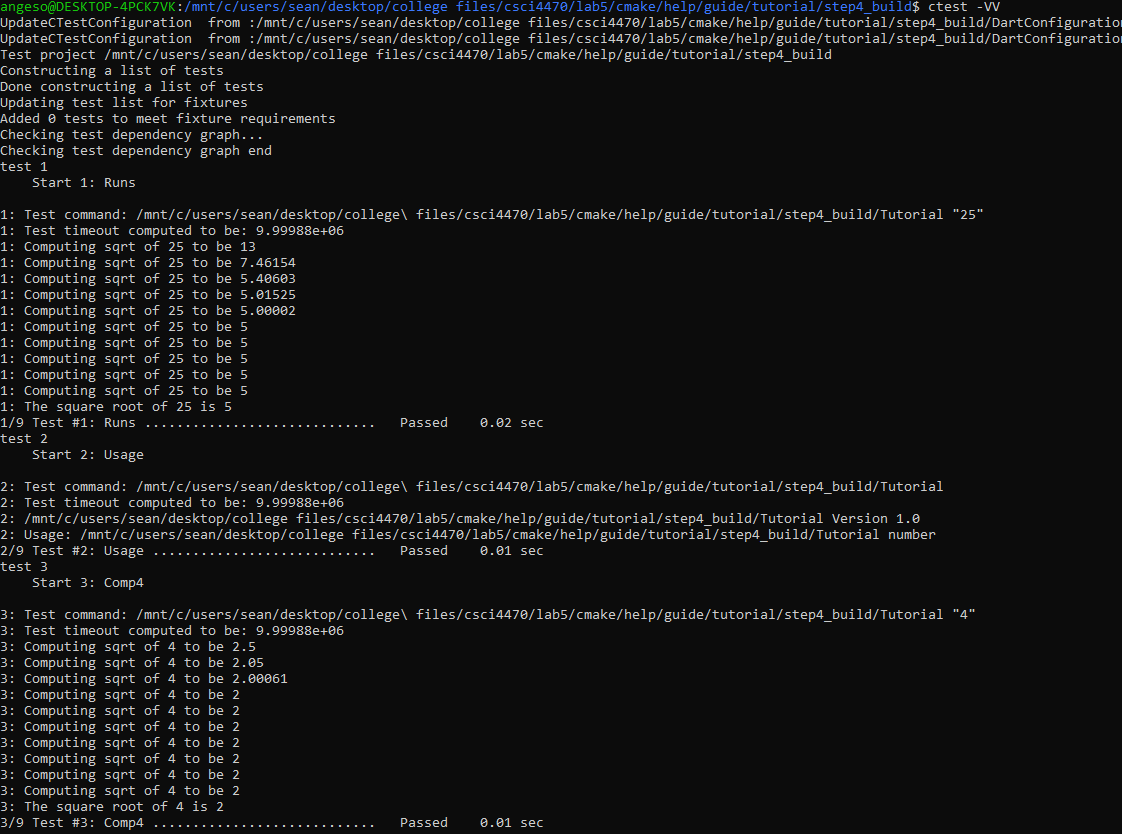 angeso@DESKTOP-4PCK7VK:/mnt/c/users/sean/desktop/college files/csci4470/lab5/cmake/help/guide/tutorial/step4_build$ ctest -VV
UpdateCTestConfiguration  from :/mnt/c/users/sean/desktop/college files/csci4470/lab5/cmake/help/guide/tutorial/step4_build/DartConfiguration
UpdateCTestConfiguration  from :/mnt/c/users/sean/desktop/college files/csci4470/lab5/cmake/help/guide/tutorial/step4_build/DartConfiguration
Test project /mnt/c/users/sean/desktop/college files/csci4470/lab5/cmake/help/guide/tutorial/step4_build
Constructing a list of tests
Done constructing a list of tests
Updating test list for fixtures
Added 0 tests to meet fixture requirements
Checking test dependency graph...
Checking test dependency graph end
test 1
    Start 1: Runs

1: Test command: /mnt/c/users/sean/desktop/college\ files/csci4470/lab5/cmake/help/guide/tutorial/step4_build/Tutorial "25"
1: Test timeout computed to be: 9.99988e+06
1: Computing sqrt of 25 to be 13
1: Computing sqrt of 25 to be 7.46154
1: Computing sqrt of 25 to be 5.40603
1: Computing sqrt of 25 to be 5.01525
1: Computing sqrt of 25 to be 5.00002
1: Computing sqrt of 25 to be 5
1: Computing sqrt of 25 to be 5
1: Computing sqrt of 25 to be 5
1: Computing sqrt of 25 to be 5
1: Computing sqrt of 25 to be 5
1: The square root of 25 is 5
1/9 Test #1: Runs .............................   Passed    0.02 sec
test 2
    Start 2: Usage

2: Test command: /mnt/c/users/sean/desktop/college\ files/csci4470/lab5/cmake/help/guide/tutorial/step4_build/Tutorial
2: Test timeout computed to be: 9.99988e+06
2: /mnt/c/users/sean/desktop/college files/csci4470/lab5/cmake/help/guide/tutorial/step4_build/Tutorial Version 1.0
2: Usage: /mnt/c/users/sean/desktop/college files/csci4470/lab5/cmake/help/guide/tutorial/step4_build/Tutorial number
2/9 Test #2: Usage ............................   Passed    0.01 sec
test 3
    Start 3: Comp4

3: Test command: /mnt/c/users/sean/desktop/college\ files/csci4470/lab5/cmake/help/guide/tutorial/step4_build/Tutorial "4"
3: Test timeout computed to be: 9.99988e+06
3: Computing sqrt of 4 to be 2.5
3: Computing sqrt of 4 to be 2.05
3: Computing sqrt of 4 to be 2.00061
3: Computing sqrt of 4 to be 2
3: Computing sqrt of 4 to be 2
3: Computing sqrt of 4 to be 2
3: Computing sqrt of 4 to be 2
3: Computing sqrt of 4 to be 2
3: Computing sqrt of 4 to be 2
3: Computing sqrt of 4 to be 2
3: The square root of 4 is 2
3/9 Test #3: Comp4 ............................   Passed    0.01 sec